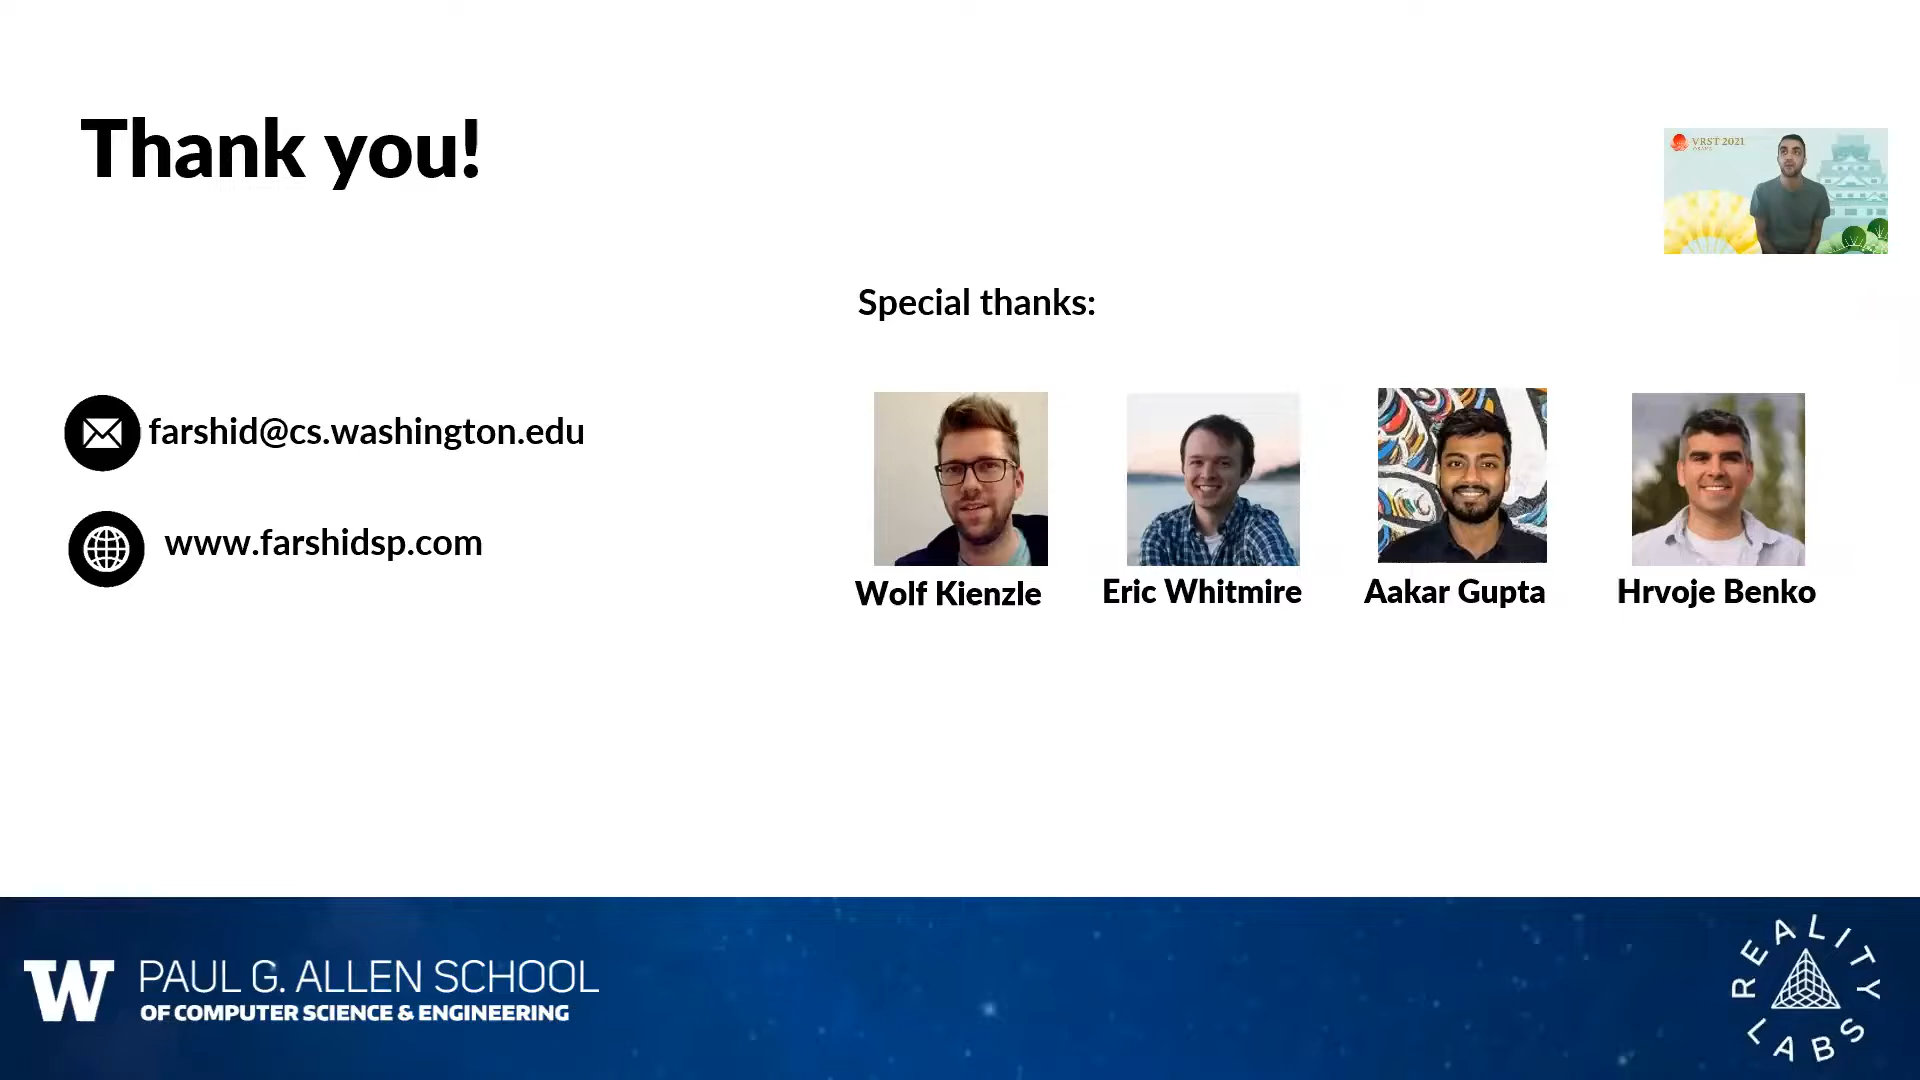 Thank you!
VRST 2021
OSAKA
Special thanks:
farshid@cs.washington.edu
www.farshidsp.com
Wolf Kienzle
Eric Whitmire
Aakar Gupta
Hrvoje Benko
W PAUL G. ALLEN SCHOOL
OF COMPUTER SCIENCE & ENGINEERING
REALITY LABS